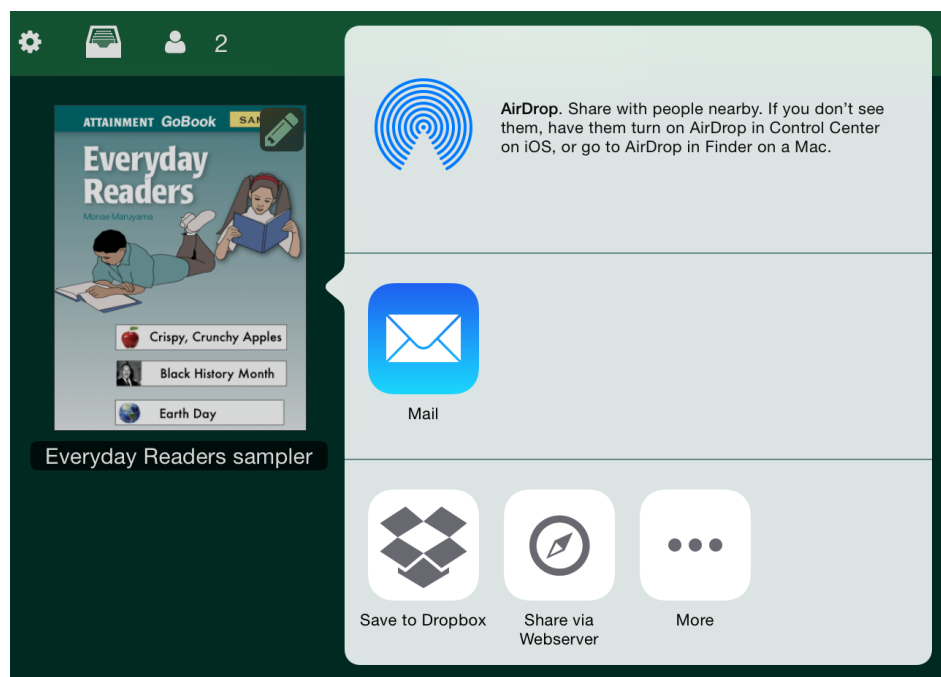 2
ATTAINMENT GoBook
Everyday
Readers
Monae Maruyama
Crispy, Crunchy Apples
Black History Month
Earth Day
Everyday Readers sampler
AirDrop. Share with people nearby. If you don’t see
them, have them turn on AirDrop in Control Center
on iOS, or go to AirDrop in Finder on a Mac.
Mail
Save to Dropbox
Share via
Webserver
More